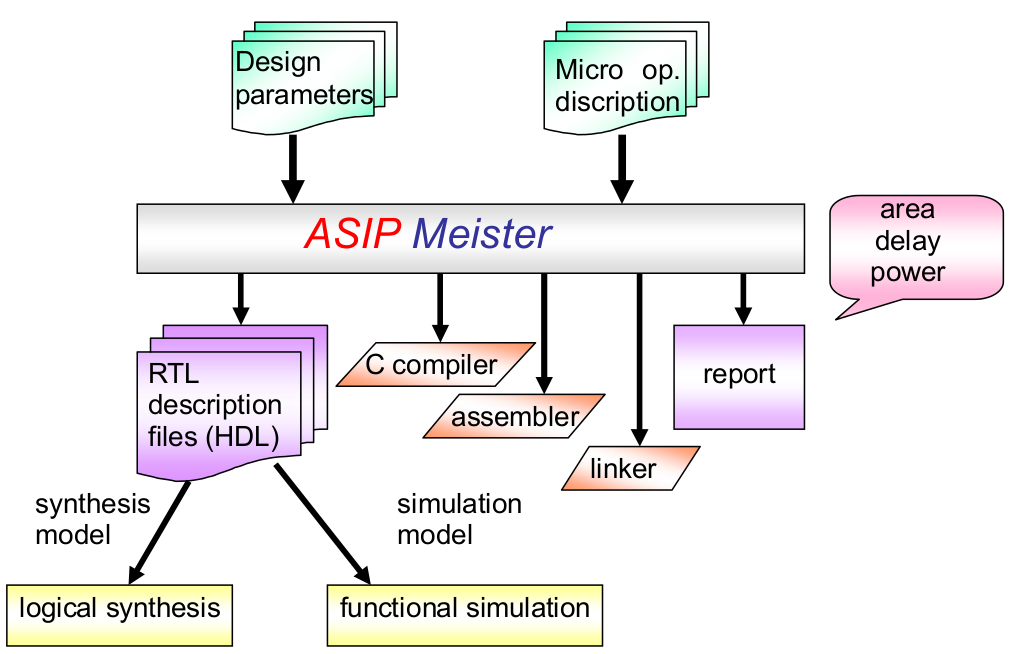 Design
parameters
Micro op.
discription
ASIP Meister
area
delay
power
RTL
description
files (HDL)
C compiler
assembler
linker
report
synthesis
model
simulation
model
logical synthesis
functional simulation